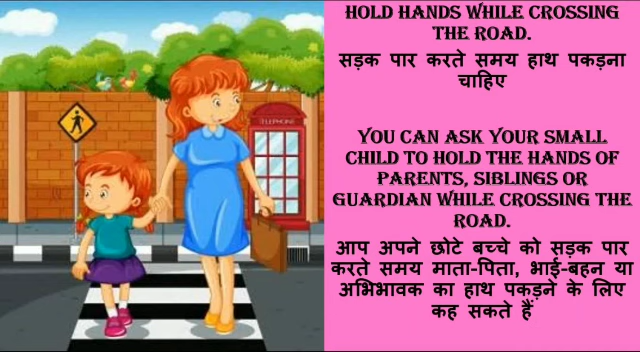 TELEPHONE
HOLD HANDS WHILE CROSSING
THE ROAD.
सड़क पार करते समय हाथ पकड़ना
चाहिए
YOU CAN ASK YOUR SMALL
CHILD TO HOLD THE HANDS OF
PARENTS, SIBLINGS OR
GUARDIAN WHILE CROSSING THE
ROAD.
आप अपने छोटे बच्चे को सड़क पार
करते समय माता-पिता, भाई-बहन या
अभिभावक का हाथ पकड़ने के लिए
कह सकते हैं